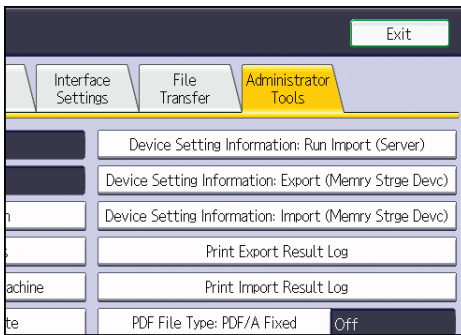 Exit
Interface Settings
File Transfer
Administrator Tools
Device Setting Information: Run Import (Server)
Device Setting Information: Export (Memry Strge Devc)
Device Setting Information: Import (Memry Strge Devc)
Print Export Result Log
achine
Print Import Result Log
te
PDF File Type: PDF/A Fixed
Off